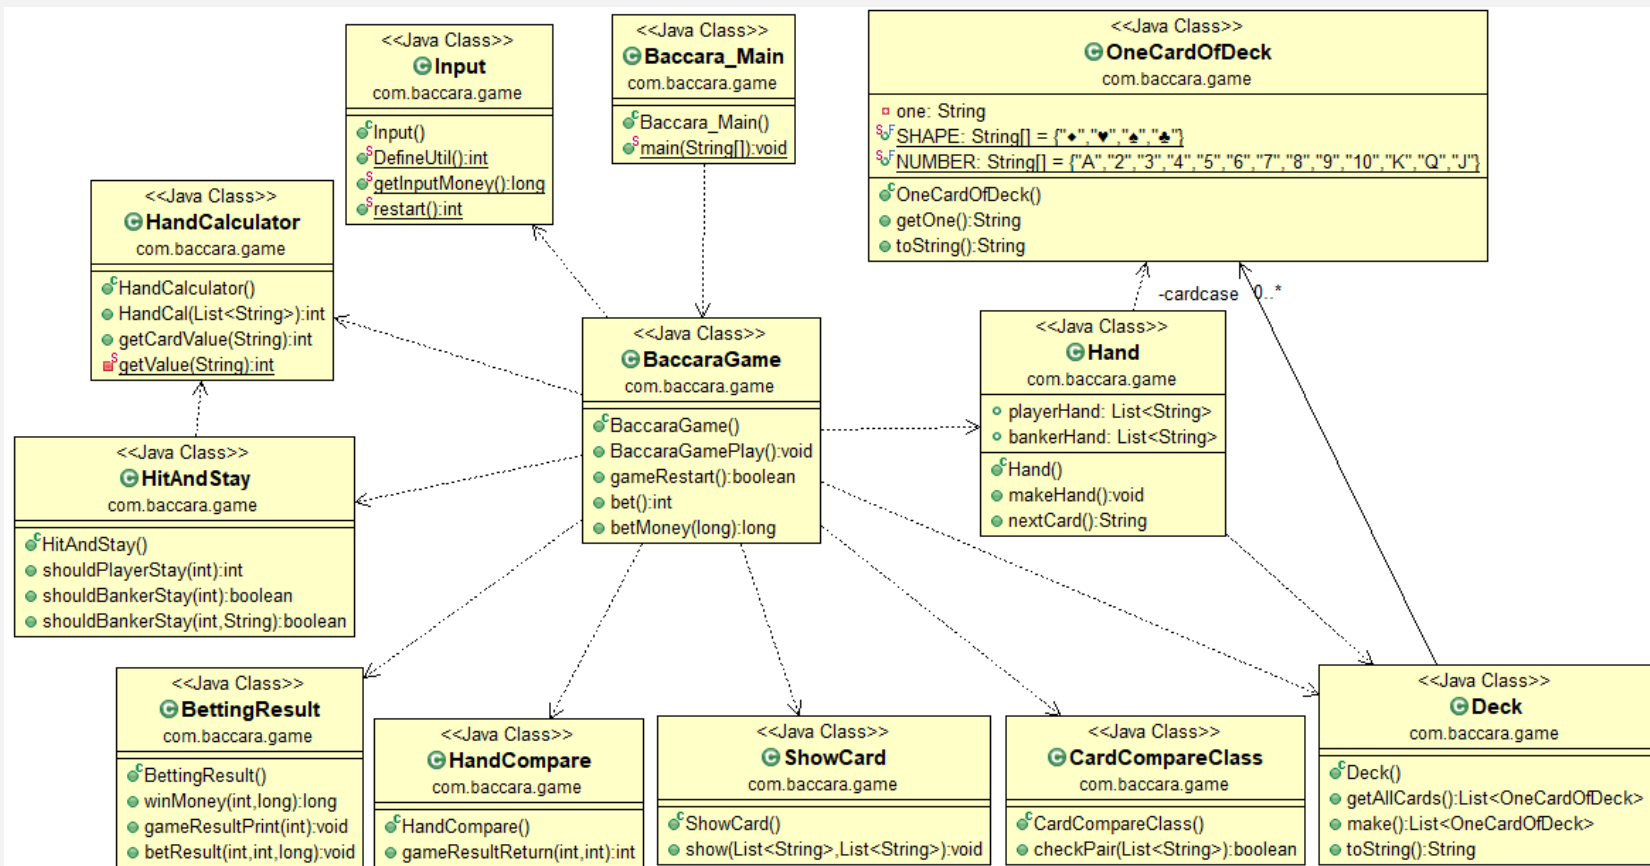 <<Java Class>>
Input
com.baccara.game
Input()
DefineUtil():int
getInputMoney():long
restart():int
<<Java Class>>
Baccara_Main
com.baccara.game
Baccara_Main()
main(String[]):void
<<Java Class>>
OneCardOfDeck
com.baccara.game
one: String
SHAPE: String[] = {"♦","♥","♠","♣"}
NUMBER: String[] = {"A","2","3","4","5","6","7","8","9","10","K","Q","J"}
OneCardOfDeck()
getOne():String
toString():String
<<Java Class>>
HandCalculator
com.baccara.game
HandCalculator()
HandCal(List<String>):int
getCardValue(String):int
getValue(String):int
-cardcase 0..*
<<Java Class>>
BaccaraGame
com.baccara.game
BaccaraGame()
BaccaraGamePlay():void
gameRestart():boolean
bet():int
betMoney(long):long
<<Java Class>>
Hand
com.baccara.game
playerHand: List<String>
bankerHand: List<String>
Hand()
makeHand():void
nextCard():String
<<Java Class>>
HitAndStay
com.baccara.game
HitAndStay()
shouldPlayerStay(int):int
shouldBankerStay(int):boolean
shouldBankerStay(int,String):boolean
<<Java Class>>
BettingResult
com.baccara.game
BettingResult()
winMoney(int,long):long
gameResultPrint(int):void
betResult(int,int,long):void
<<Java Class>>
HandCompare
com.baccara.game
HandCompare()
gameResultReturn(int,int):int
<<Java Class>>
ShowCard
com.baccara.game
ShowCard()
show(List<String>,List<String>):void
<<Java Class>>
CardCompareClass
com.baccara.game
CardCompareClass()
checkPair(List<String>):boolean
<<Java Class>>
Deck
com.baccara.game
Deck()
getAllCards():List<OneCardOfDeck>
make():List<OneCardOfDeck>
toString():String